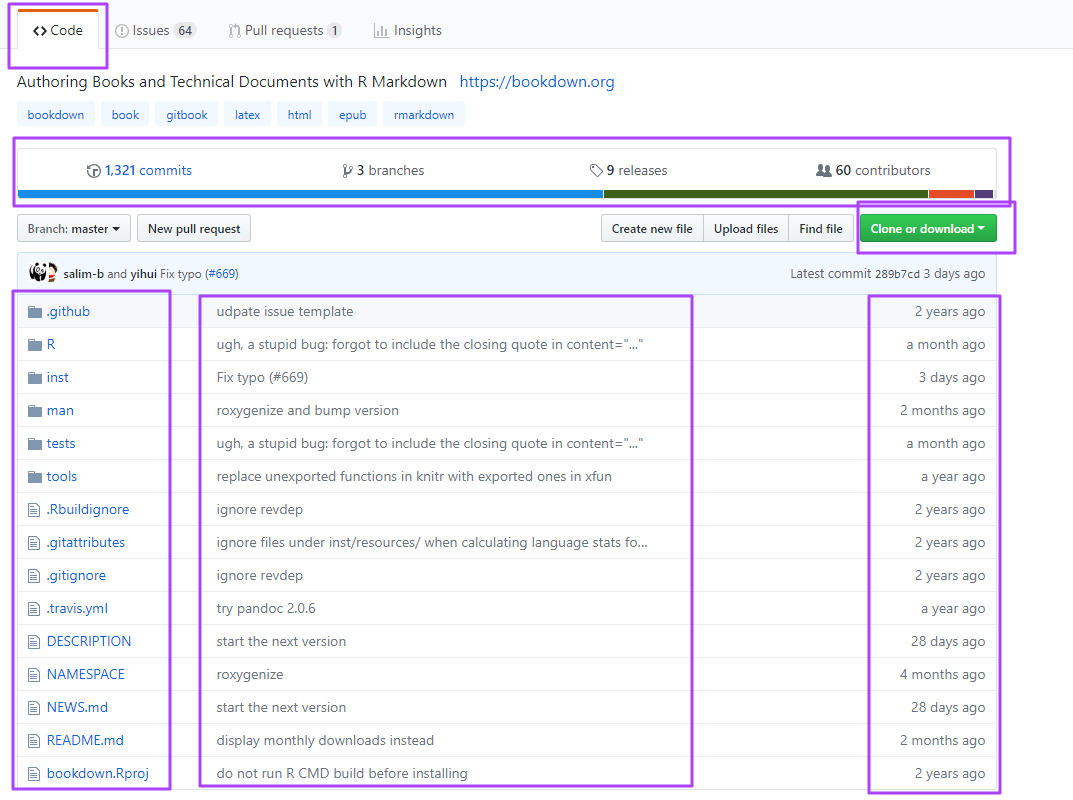 Code Issues 64 Pull requests 1 Insights
Authoring Books and Technical Documents with R Markdown https://bookdown.org
bookdown book gitbook latex html epub rmarkdown
1,321 commits 3 branches 9 releases 60 contributors
Branch: master New pull request Create new file Upload files Find file Clone or download
salim-b and yihui Fix typo (#669) Latest commit 289b7cd 3 days ago
.github udpate issue template 2 years ago
R ugh, a stupid bug: forgot to include the closing quote in content="..." a month ago
inst Fix typo (#669) 3 days ago
man roxygenize and bump version 2 months ago
tests ugh, a stupid bug: forgot to include the closing quote in content="..." a month ago
tools replace unexported functions in knitr with exported ones in xfun a year ago
.Rbuildignore ignore revdep 2 years ago
.gitattributes ignore files under inst/resources/ when calculating language stats fo... 2 years ago
.gitignore ignore revdep 2 years ago
.travis.yml try pandoc 2.0.6 a year ago
DESCRIPTION start the next version 28 days ago
NAMESPACE roxygenize 4 months ago
NEWS.md start the next version 28 days ago
README.md display monthly downloads instead 2 months ago
bookdown.Rproj do not run R CMD build before installing 2 years ago